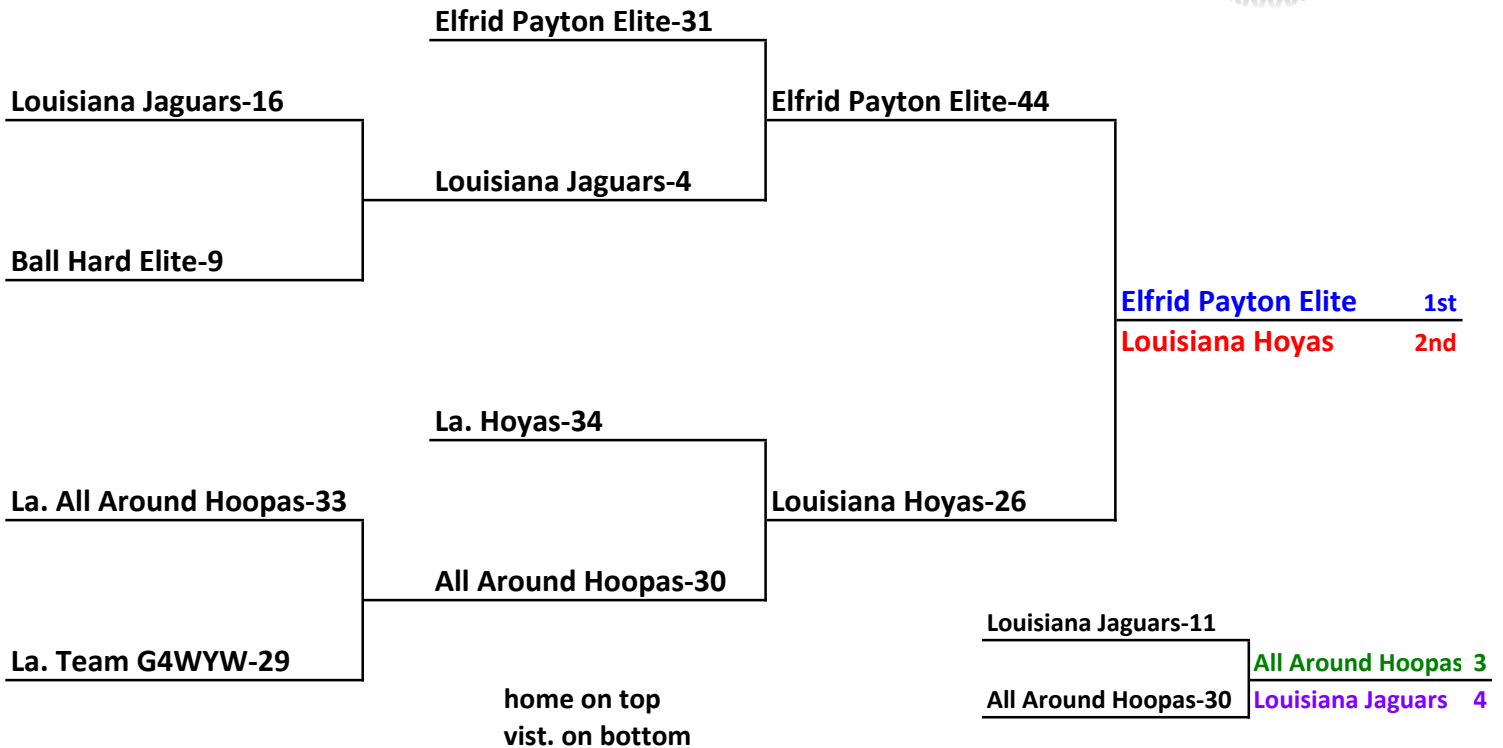 Elfrid Payton Elite-31
Louisiana Jaguars-16
Elfrid Payton Elite-44
Louisiana Jaguars-4
Ball Hard Elite-9
Elfrid Payton Elite 1st
Louisiana Hoyas 2nd
La. Hoyas-34
La. All Around Hoopas-33
Louisiana Hoyas-26
All Around Hoopas-30
Louisiana Jaguars-11
La. Team G4WYW-29
All Around Hoopas 3
home on top
All Around Hoopas-30
Louisiana Jaguars 4
vist. on bottom